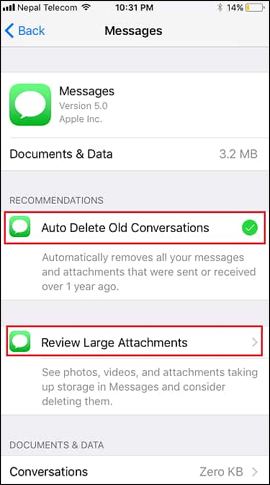 Nepal Telecom 10:31 PM 14%
Back Messages
Messages
Version 5.0
Apple Inc.
Documents & Data 3.2 MB
RECOMMENDATIONS
Auto Delete Old Conversations
Automatically removes all your messages
and attachments that were sent or received
over 1 year ago.
Review Large Attachments
See photos, videos, and attachments taking
up storage in Messages and consider
deleting them.
DOCUMENTS & DATA
Conversations Zero KB